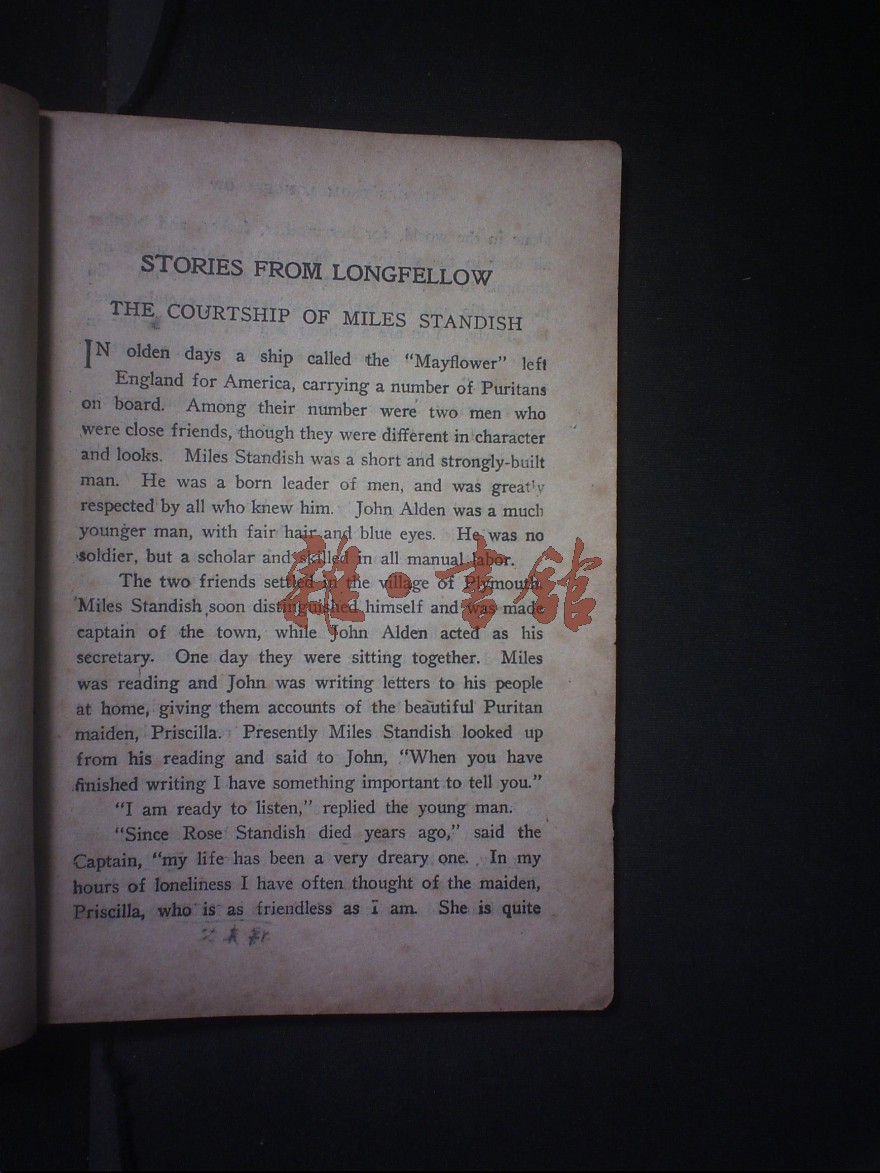 STORIES FROM LONGFELLOW
THE COURTSHIP OF MILES STANDISH
IN olden days a ship called the "Mayflower" left
England for America, carrying a number of Puritans
on board. Among their number were two men who
were close friends, though they were different in character
and looks. Miles Standish was a short and strongly-built
man. He was a born leader of men, and was greatly
respected by all who knew him. John Alden was a much
younger man, with fair hair and blue eyes. He was no
soldier, but a scholar and skilled in all manual labor.
The two friends settled in the village of Plymouth.
Miles Standish soon distinguished himself and was made
captain of the town, while John Alden acted as his
secretary. One day they were sitting together. Miles
was reading and John was writing letters to his people
at home, giving them accounts of the beautiful Puritan
maiden, Priscilla. Presently Miles Standish looked up
from his reading and said to John, "When you have
finished writing I have something important to tell you."
"I am ready to listen," replied the young man.
"Since Rose Standish died years ago," said the
Captain, "my life has been a very dreary one. In my
hours of loneliness I have often thought of the maiden,
Priscilla, who is as friendless as I am. She is quite
雜·書館